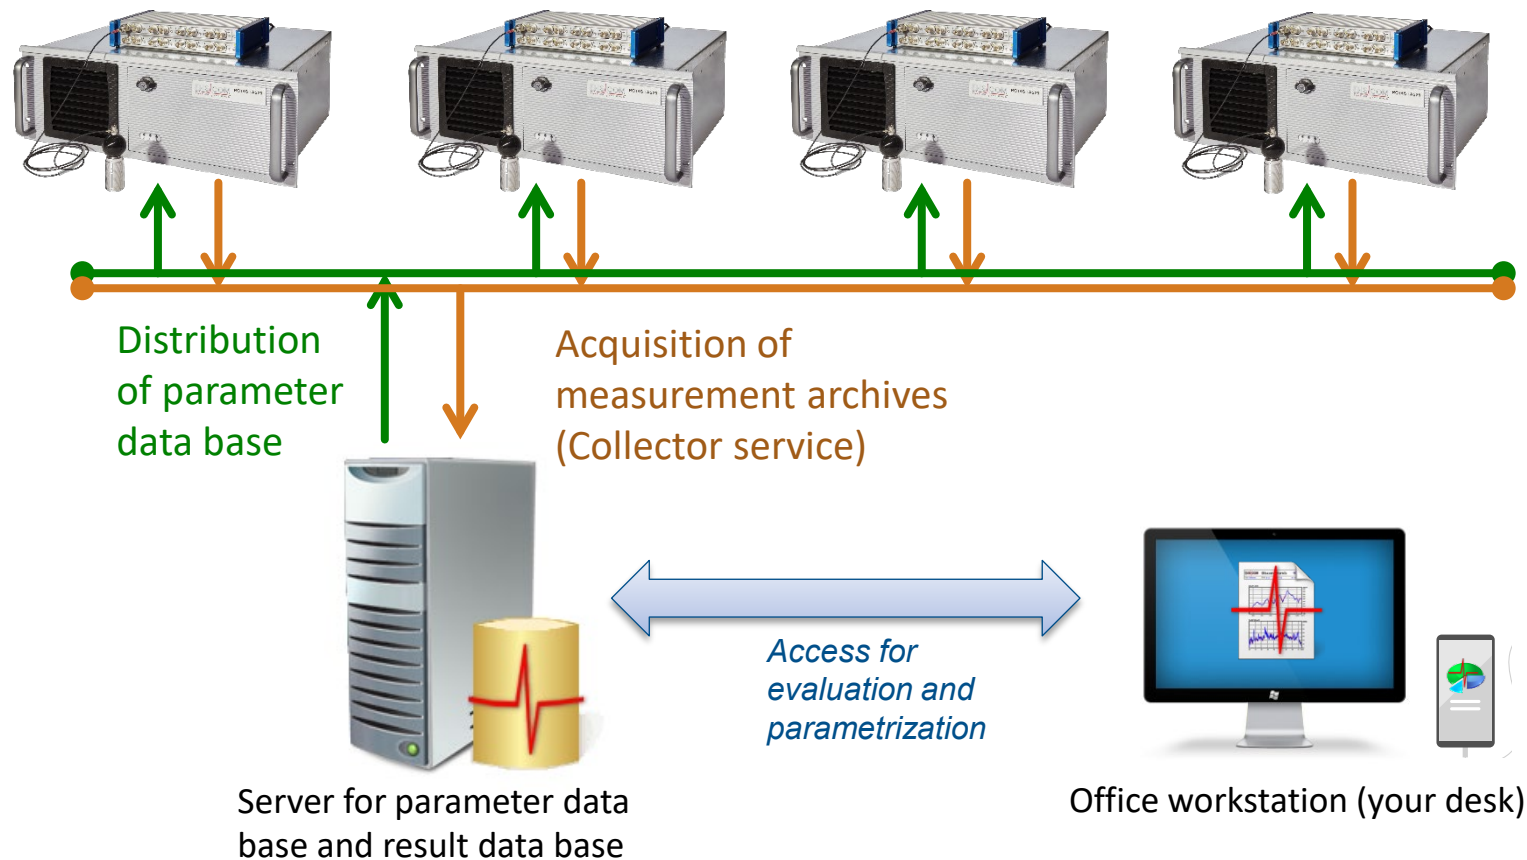 Distribution
of parameter
data base
Acquisition of
measurement archives
(Collector service)
Access for
evaluation and
parametrization
Server for parameter data
base and result data base
Office workstation (your desk)